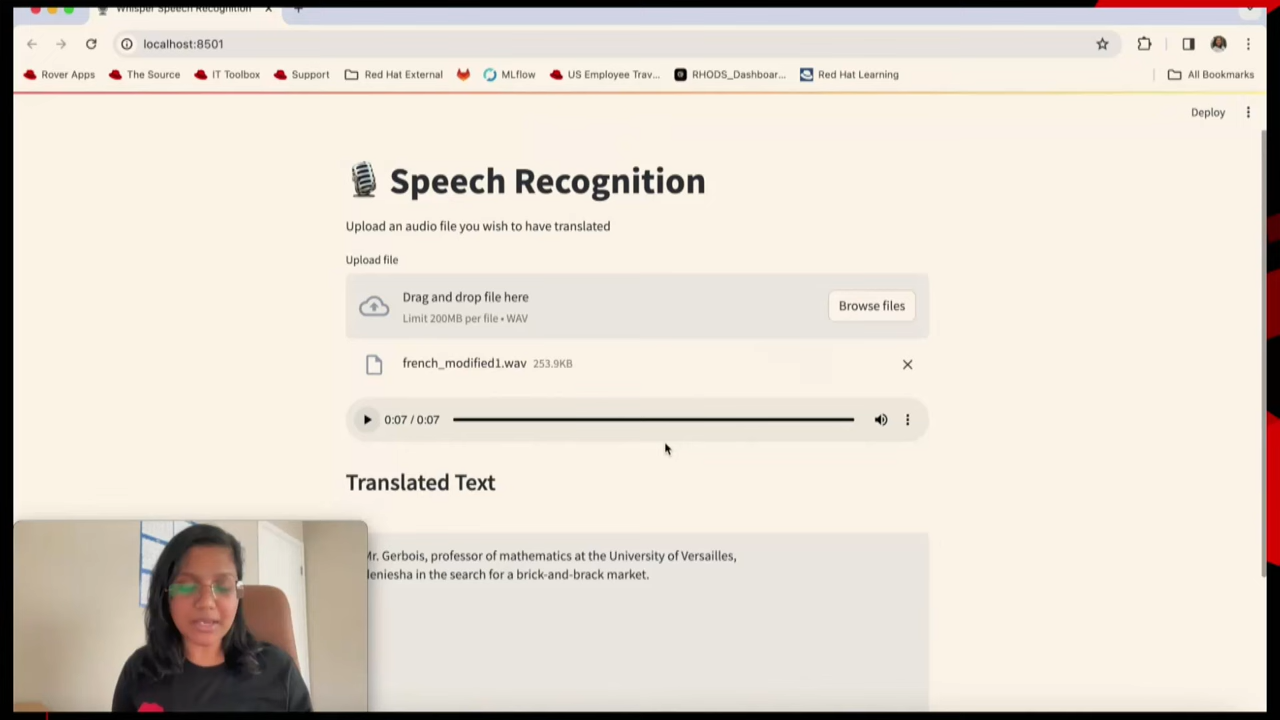 Whisper Speech Recognition
localhost:8501
Rover Apps The Source IT Toolbox Support Red Hat External MLflow US Employee Trav... RHODS_Dashboar... Red Hat Learning All Bookmarks
Deploy
Speech Recognition
Upload an audio file you wish to have translated
Upload file
Drag and drop file here
Limit 200MB per file • WAV
Browse files
french_modified1.wav 253.9KB
0:07 / 0:07
Translated Text
Mr. Gerbois, professor of mathematics at the University of Versailles,
in the search for a brick-and-brack market.